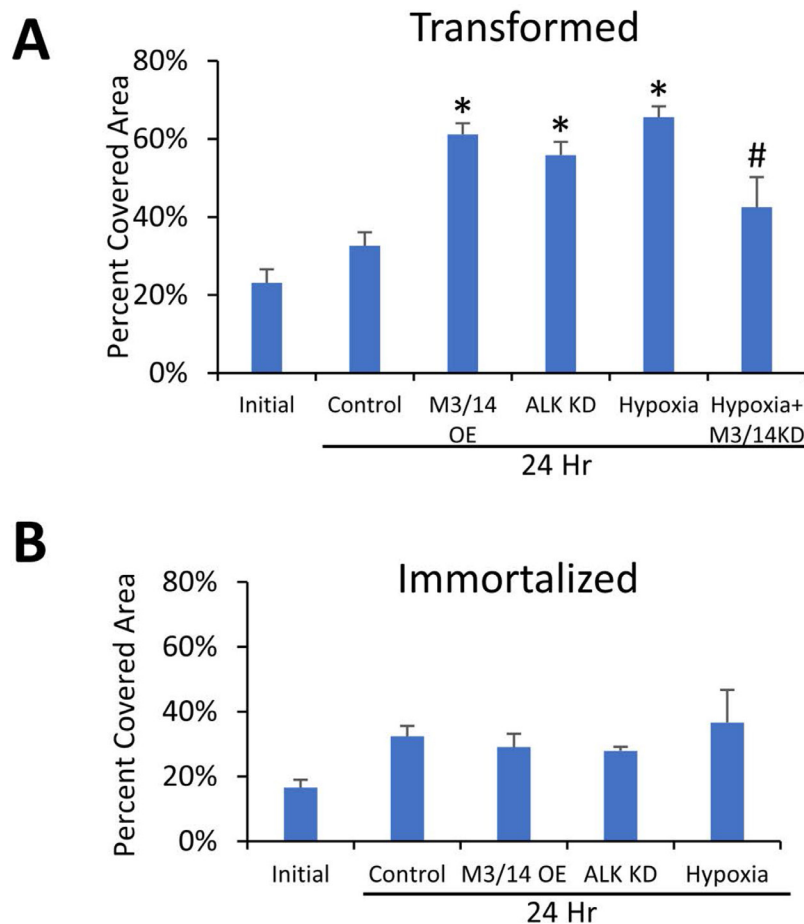 A
Transformed
Percent Covered Area
80%
60%
40%
20%
0%
*
*
*
#
Initial
Control
M3/14
OE
ALK KD
Hypoxia
Hypoxia+
M3/14KD
24 Hr
B
Immortalized
Percent Covered Area
80%
60%
40%
20%
0%
Initial
Control
M3/14 OE
ALK KD
Hypoxia
24 Hr